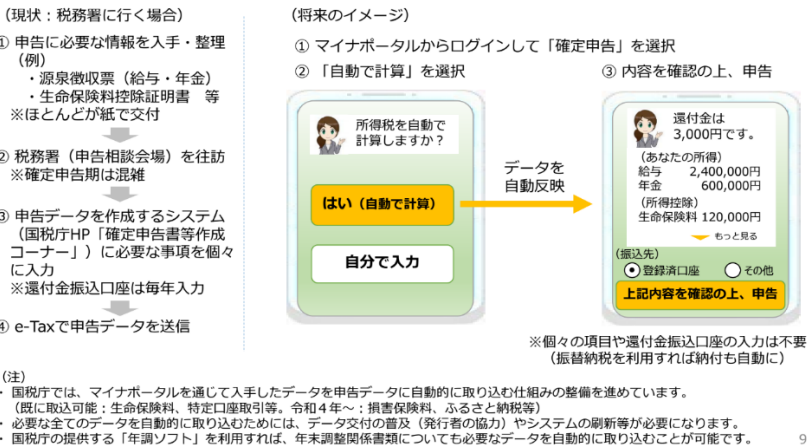 （現状：税務署に行く場合）
① 申告に必要な情報を入手・整理
（例）
・源泉徴収票（給与・年金）
・生命保険料控除証明書　等
※ほとんどが紙で交付
② 税務署（申告相談会場）を往訪
※確定申告期は混雑
③ 申告データを作成するシステム
（国税庁HP「確定申告書等作成
コーナー」）に必要な事項を個々
に入力
※還付金振込口座は毎年入力
④ e-Taxで申告データを送信
（将来のイメージ）
① マイナポータルからログインして「確定申告」を選択
② 「自動で計算」を選択
所得税を自動で
計算しますか？
はい（自動で計算）
自分で入力
データを
自動反映
③ 内容を確認の上、申告
還付金は
3,000円です。
（あなたの所得）
給与　2,400,000円
年金　600,000円
（所得控除）
生命保険料 120,000円
もっと見る
（振込先）
登録済口座　その他
上記内容を確認の上、申告
※個々の項目や還付金振込口座の入力は不要
（振替納税を利用すれば納付も自動に）
（注）
・ 国税庁では、マイナポータルを通じて入手したデータを申告データに自動的に取り込む仕組みの整備を進めています。
（既に取込可能：生命保険料、特定口座取引等。令和４年～：損害保険料、ふるさと納税等）
・ 必要な全てのデータを自動的に取り込むためには、データ交付の普及（発行者の協力）やシステムの刷新等が必要になります。
・ 国税庁の提供する「年調ソフト」を利用すれば、年末調整関係書類についても必要なデータを自動的に取り込むことが可能です。
9